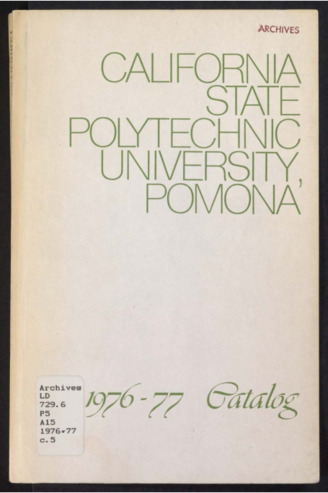 ARCHIVES
CALIFORNIA
STATE
POLYTECHNIC
UNIVERSITY,
POMONA
1976-77 Catalog
Archives
LD
729.6
P5
A15
1976-77
c.5